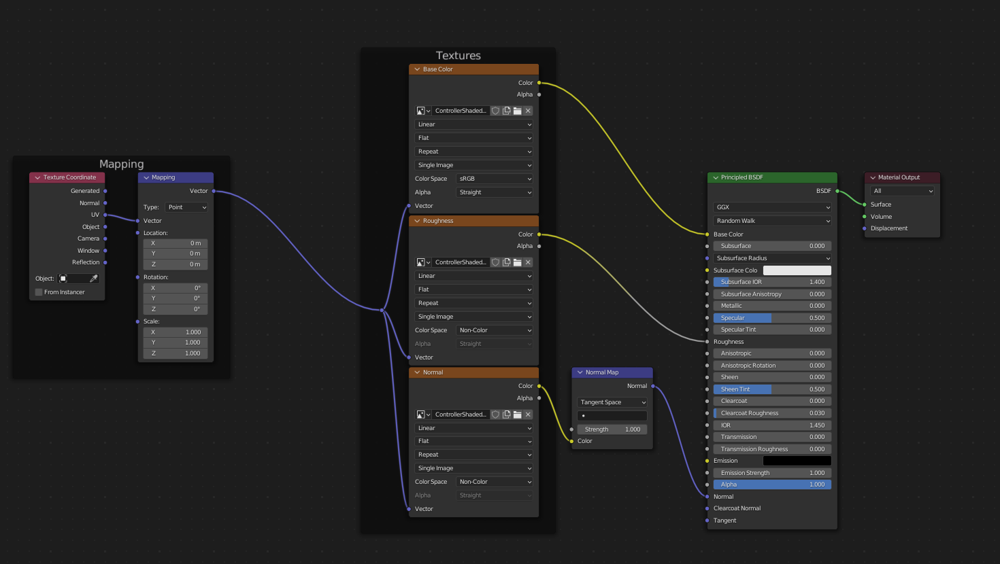 Mapping
Texture Coordinate
Generated
Normal
UV
Object
Camera
Window
Reflection
Object:
From Instancer
Mapping
Vector
Type: Point
Vector
Location:
X 0 m
Y 0 m
Z 0 m
Rotation:
X 0°
Y 0°
Z 0°
Scale:
X 1.000
Y 1.000
Z 1.000
Textures
Base Color
Color
Alpha
ControllerShaded...
Linear
Flat
Repeat
Single Image
Color Space sRGB
Alpha Straight
Vector
Roughness
Color
Alpha
ControllerShaded...
Linear
Flat
Repeat
Single Image
Color Space Non-Color
Alpha Straight
Vector
Normal
Color
Alpha
ControllerShaded...
Linear
Flat
Repeat
Single Image
Color Space Non-Color
Alpha Straight
Vector
Normal Map
Normal
Tangent Space
Strength 1.000
Color
Principled BSDF
BSDF
GGX
Random Walk
Base Color
Subsurface 0.000
Subsurface Radius
Subsurface Colo
Subsurface IOR 1.400
Subsurface Anisotropy 0.000
Metallic 0.000
Specular 0.500
Specular Tint 0.000
Roughness
Anisotropic 0.000
Anisotropic Rotation 0.000
Sheen 0.000
Sheen Tint 0.500
Clearcoat 0.000
Clearcoat Roughness 0.030
IOR 1.450
Transmission 0.000
Transmission Roughness 0.000
Emission
Emission Strength 1.000
Alpha 1.000
Normal
Clearcoat Normal
Tangent
Material Output
All
Surface
Volume
Displacement